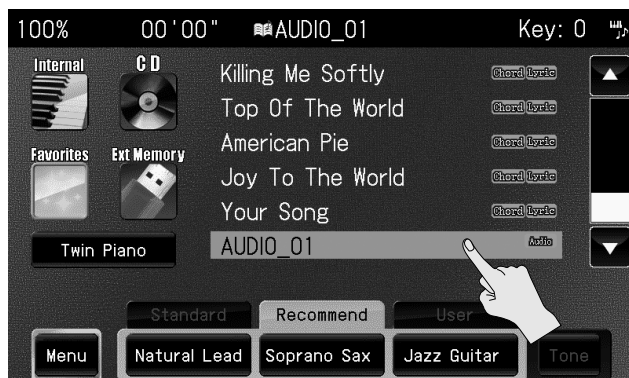 100% 00'00" AUDIO_01 Key: 0
Internal CD
Killing Me Softly Chord Lyric
Top Of The World Chord Lyric
American Pie Chord Lyric
Favorites Ext Memory
Joy To The World Chord Lyric
Your Song Chord Lyric
Twin Piano AUDIO_01 Audio
Standard Recommend User
Menu Natural Lead Soprano Sax Jazz Guitar Tone